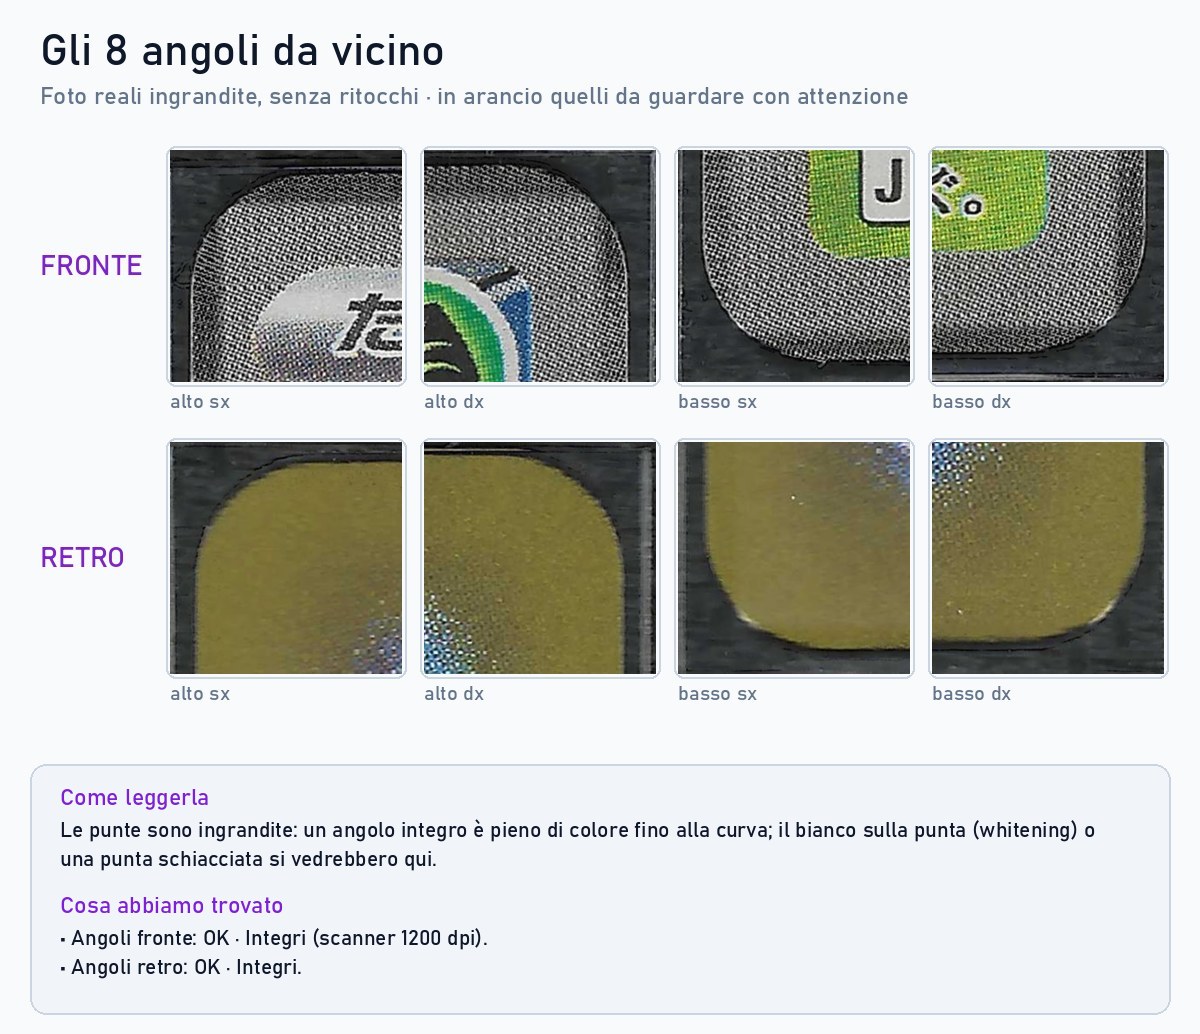 Gli 8 angoli da vicino
Foto reali ingrandite, senza ritocchi · in arancio quelli da guardare con attenzione
FRONTE
J
alto sx
alto dx
basso sx
basso dx
RETRO
alto sx
alto dx
basso sx
basso dx
Come leggerla
Le punte sono ingrandite: un angolo integro è pieno di colore fino alla curva; il bianco sulla punta (whitening) o
una punta schiacciata si vedrebbero qui.
Cosa abbiamo trovato
• Angoli fronte: OK · Integri (scanner 1200 dpi).
• Angoli retro: OK · Integri.